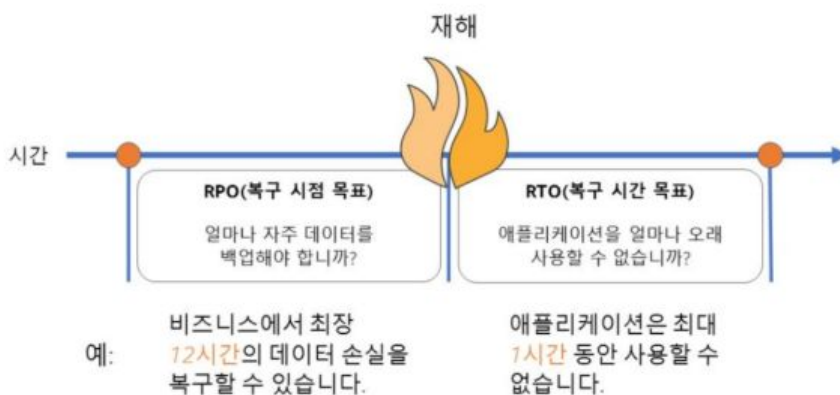 재해
시간
RPO(복구 시점 목표)
얼마나 자주 데이터를
백업해야 합니까?
RTO(복구 시간 목표)
애플리케이션을 얼마나 오래
사용할 수 없습니까?
예:
비즈니스에서 최장
12시간의 데이터 손실을
복구할 수 있습니다.
애플리케이션은 최대
1시간 동안 사용할 수
없습니다.